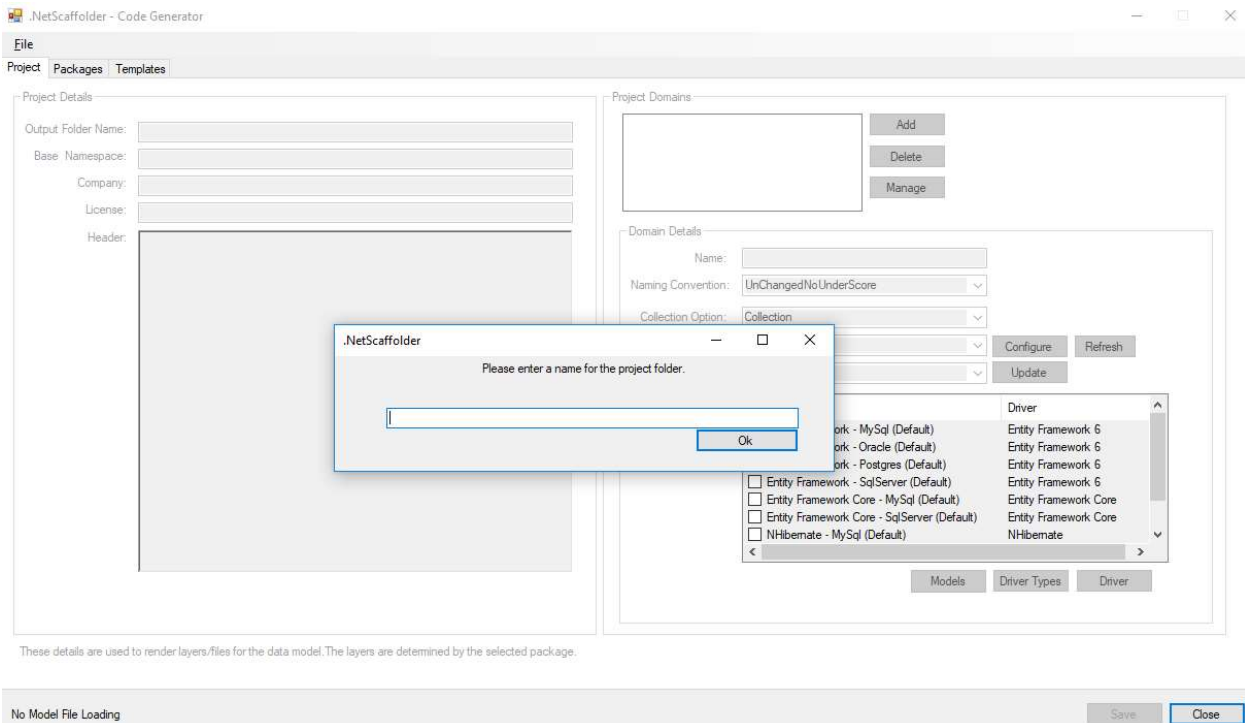 .NetScaffolder - Code Generator
File
Project Packages Templates
Project Details
Output Folder Name:
Base Namespace:
Company:
License:
Header:
Project Domains
Add
Delete
Manage
Domain Details
Name:
Naming Convention: UnChangedNoUnderScore
Collection Option: Collection
Configure Refresh
Update
.NetScaffolder
Please enter a name for the project folder.
Ok
Driver
ork - MySql (Default) Entity Framework 6
ork - Oracle (Default) Entity Framework 6
ork - Postgres (Default) Entity Framework 6
Entity Framework - SqlServer (Default) Entity Framework 6
Entity Framework Core - MySql (Default) Entity Framework Core
Entity Framework Core - SqlServer (Default) Entity Framework Core
NHibernate - MySql (Default) NHibernate
Models Driver Types Driver
These details are used to render layers/files for the data model.The layers are determined by the selected package.
No Model File Loading
Save Close